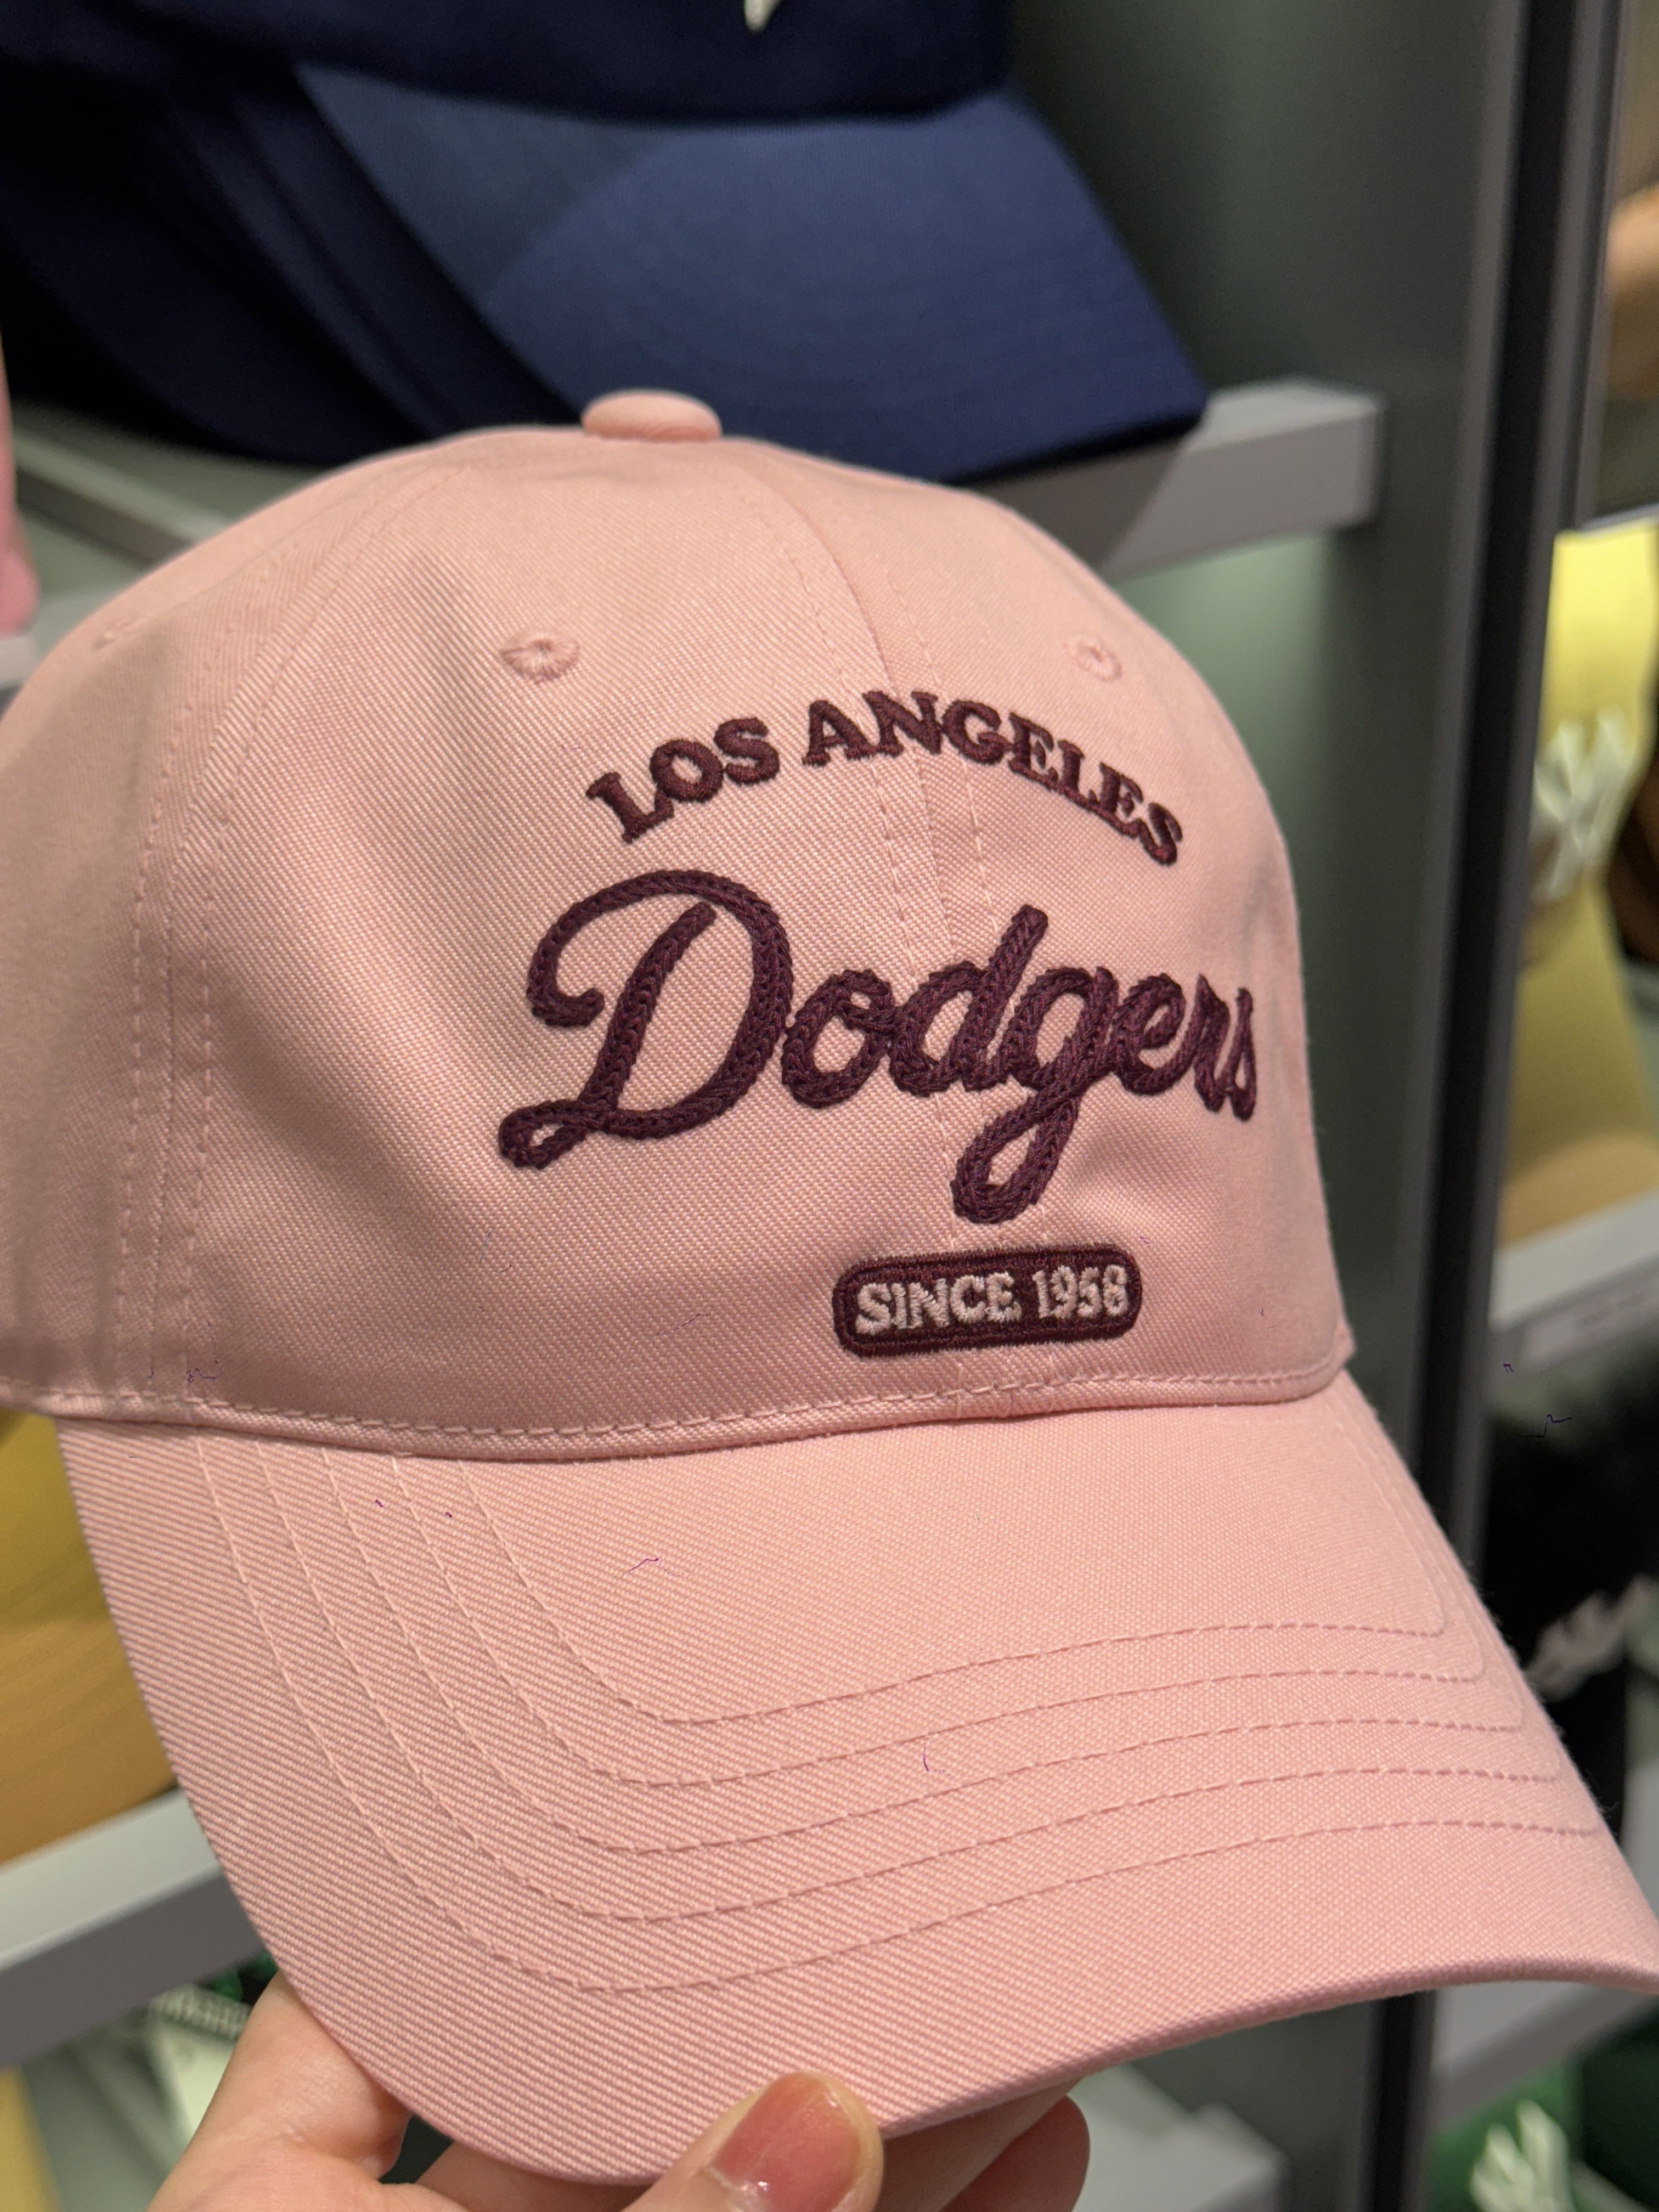 LOS ANGELES
Dodgers
SINCE 1958